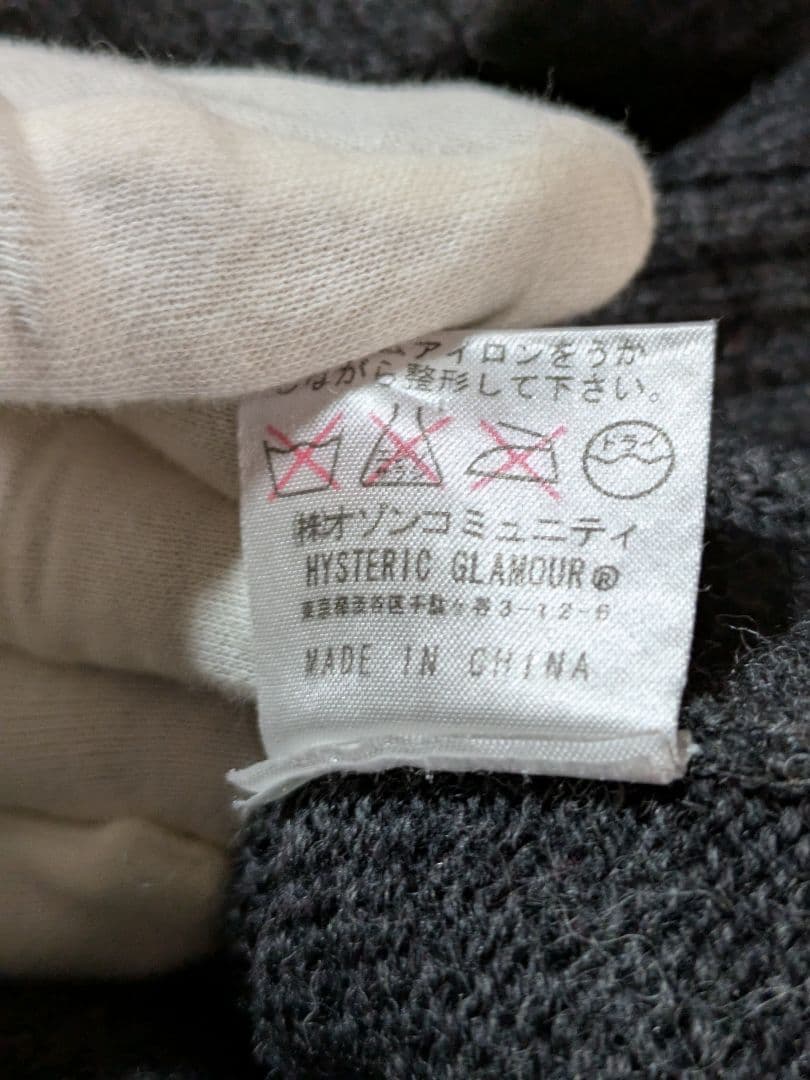 アイロンをうか
しながら整形して下さい。
ドライ
㈱オゾンコミュニティ
HYSTERIC GLAMOUR®
東京都渋谷区千駄ヶ谷3-12-6
MADE IN CHINA